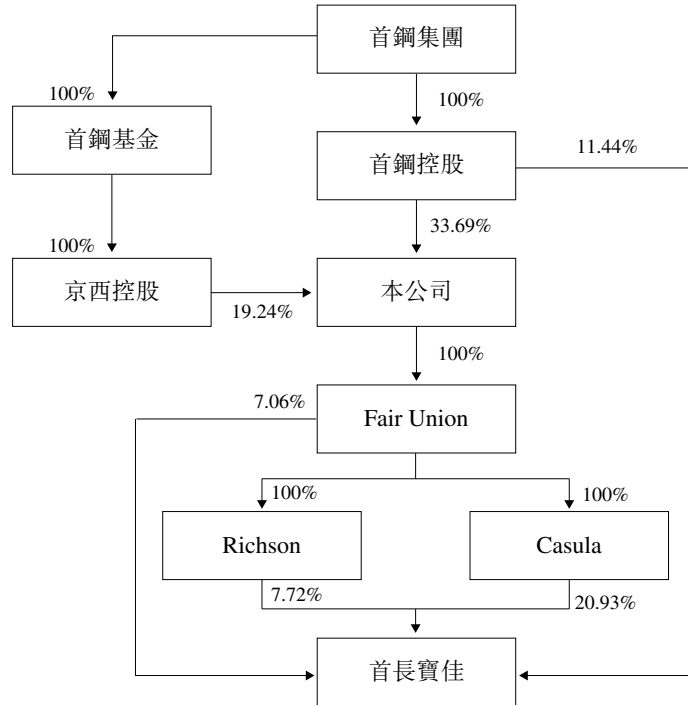 首鋼集團
100%
100%
首鋼基金
首鋼控股
11.44%
100%
33.69%
京西控股
19.24%
本公司
100%
7.06%
Fair Union
100%
100%
Richson
Casula
7.72%
20.93%
首長寶佳